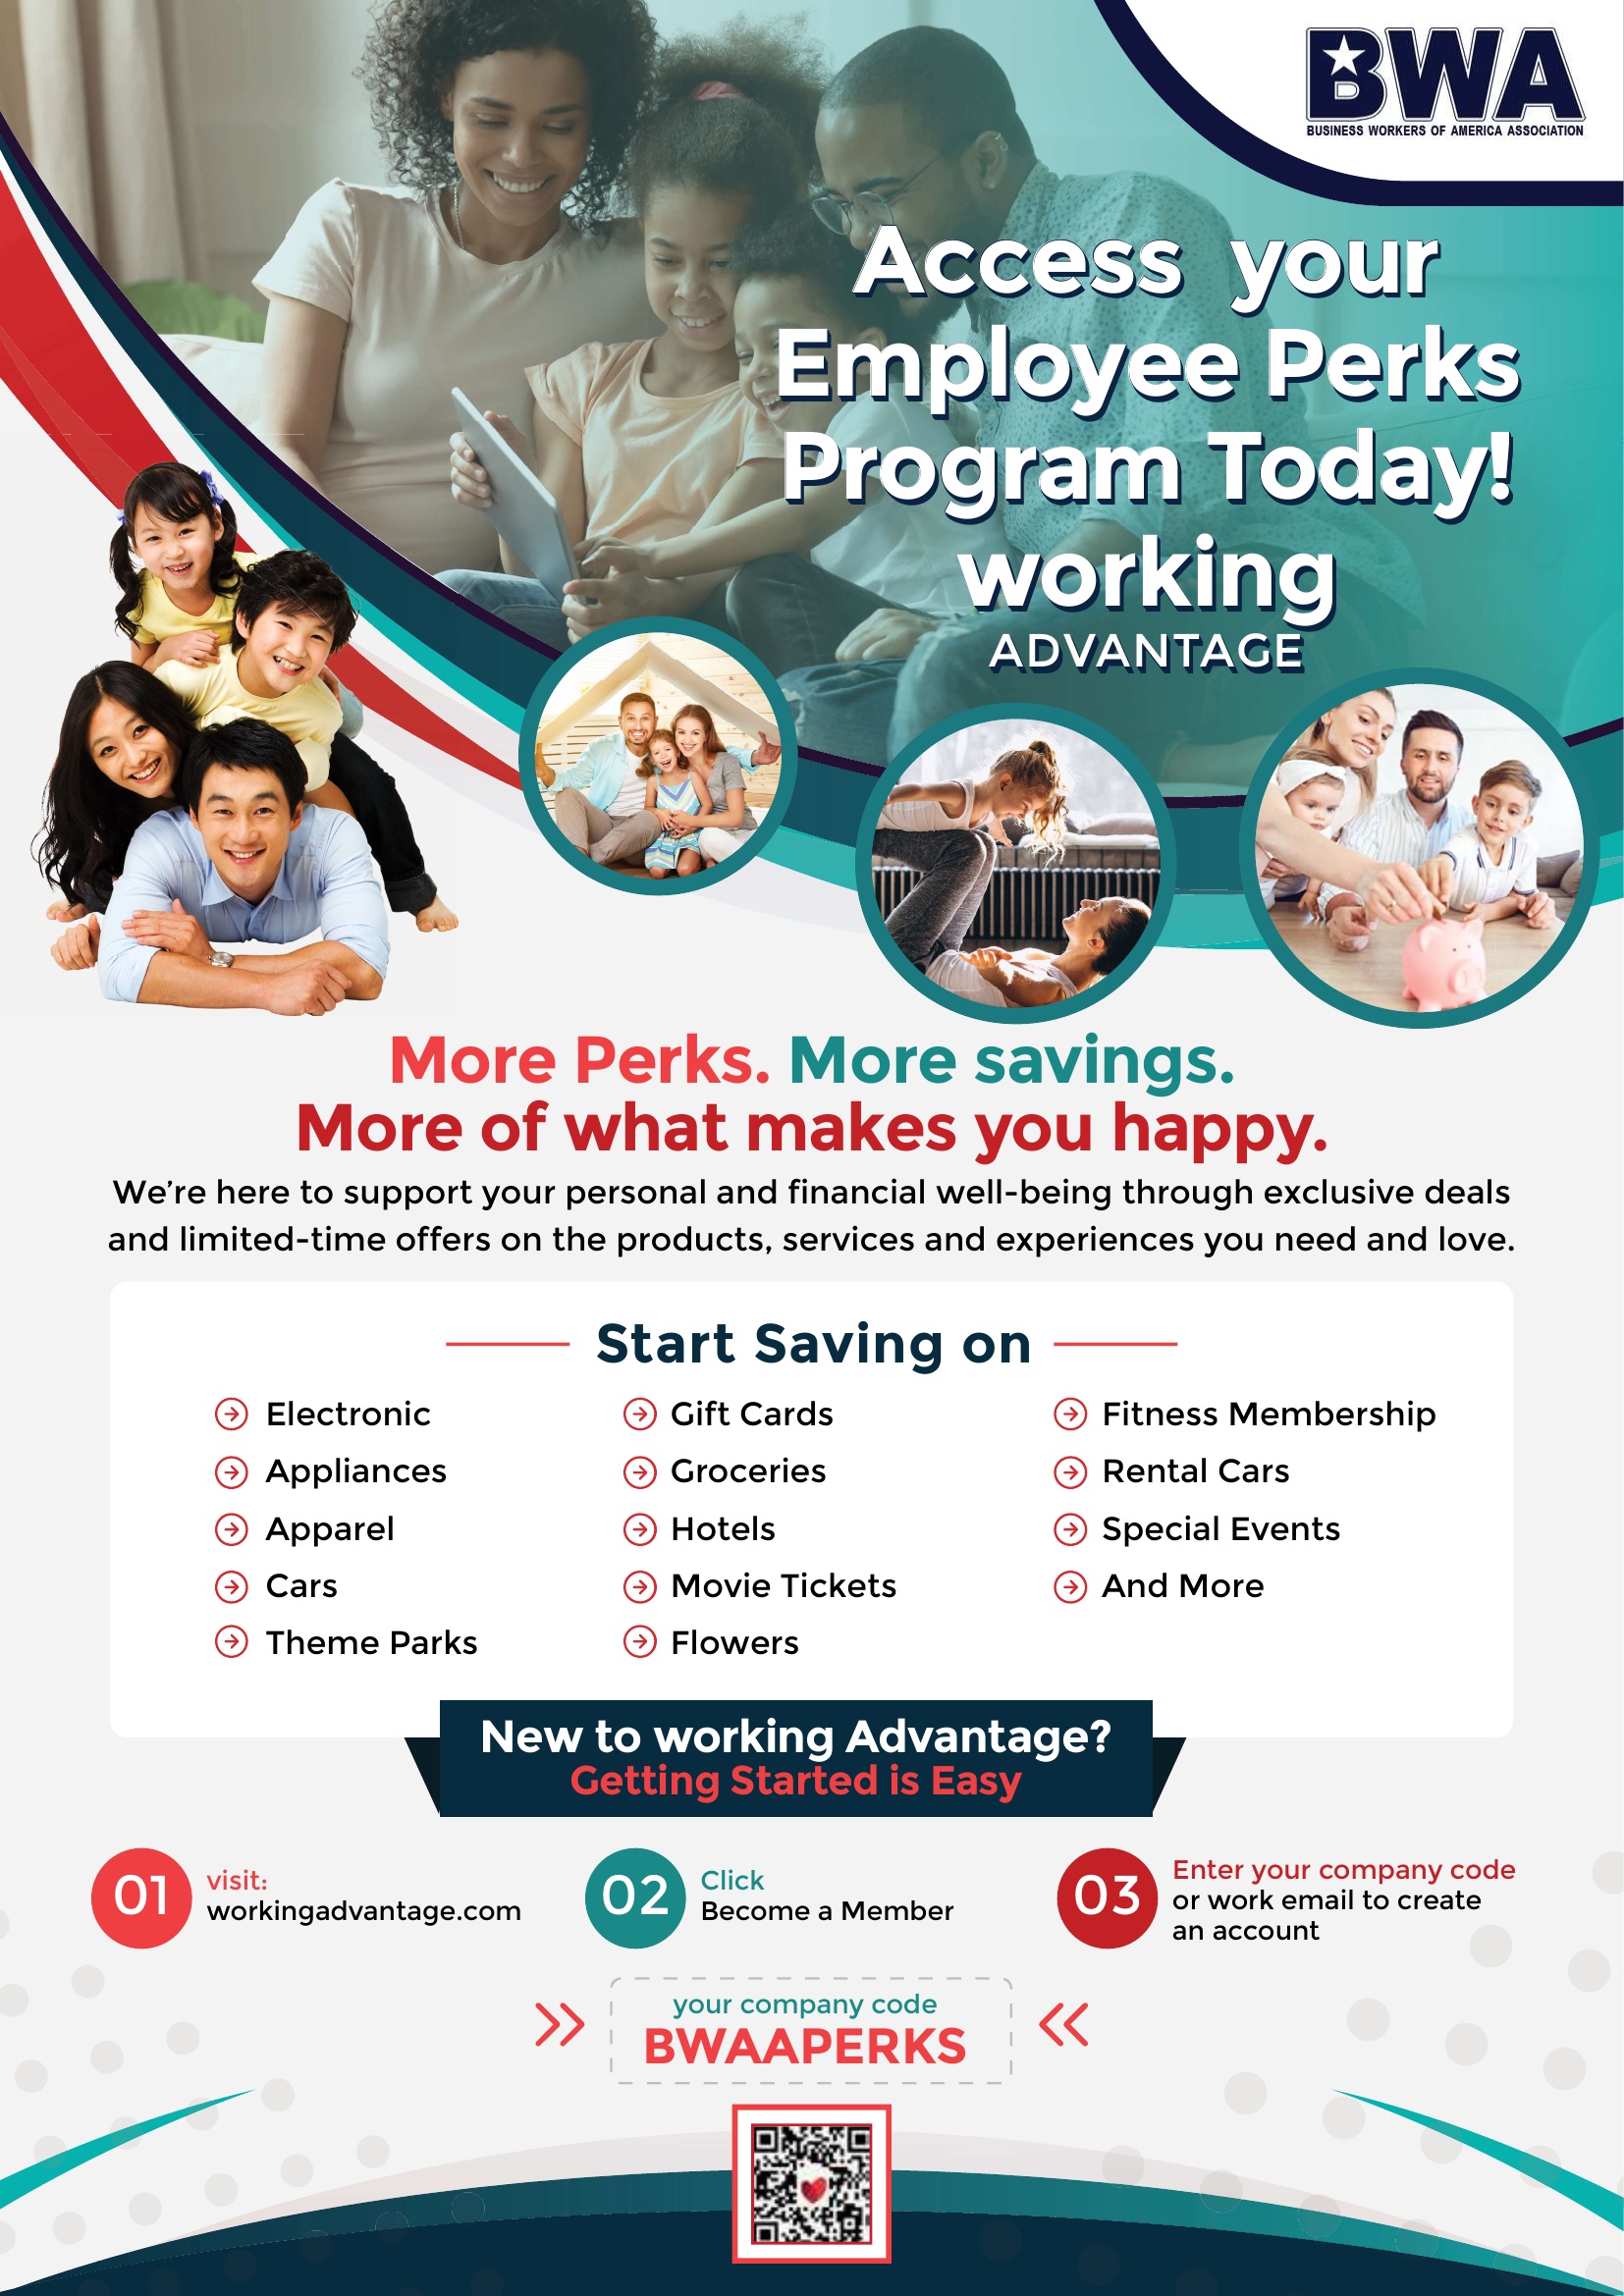 BWA
BUSINESS WORKERS OF AMERICA ASSOCIATION
Access your
Employee Perks
Program Today!
working
ADVANTAGE
More Perks. More savings.
More of what makes you happy.
We're here to support your personal and financial well-being through exclusive deals
and limited-time offers on the products, services and experiences you need and love.
Start Saving on
Electronic
Appliances
Apparel
Cars
Theme Parks
Gift Cards
Groceries
Hotels
Movie Tickets
Flowers
Fitness Membership
Rental Cars
Special Events
And More
New to working Advantage?
Getting Started is Easy
01
visit:
workingadvantage.com
02
Click
Become a Member
03
Enter your company code
or work email to create
an account
your company code
BWAAPERKS